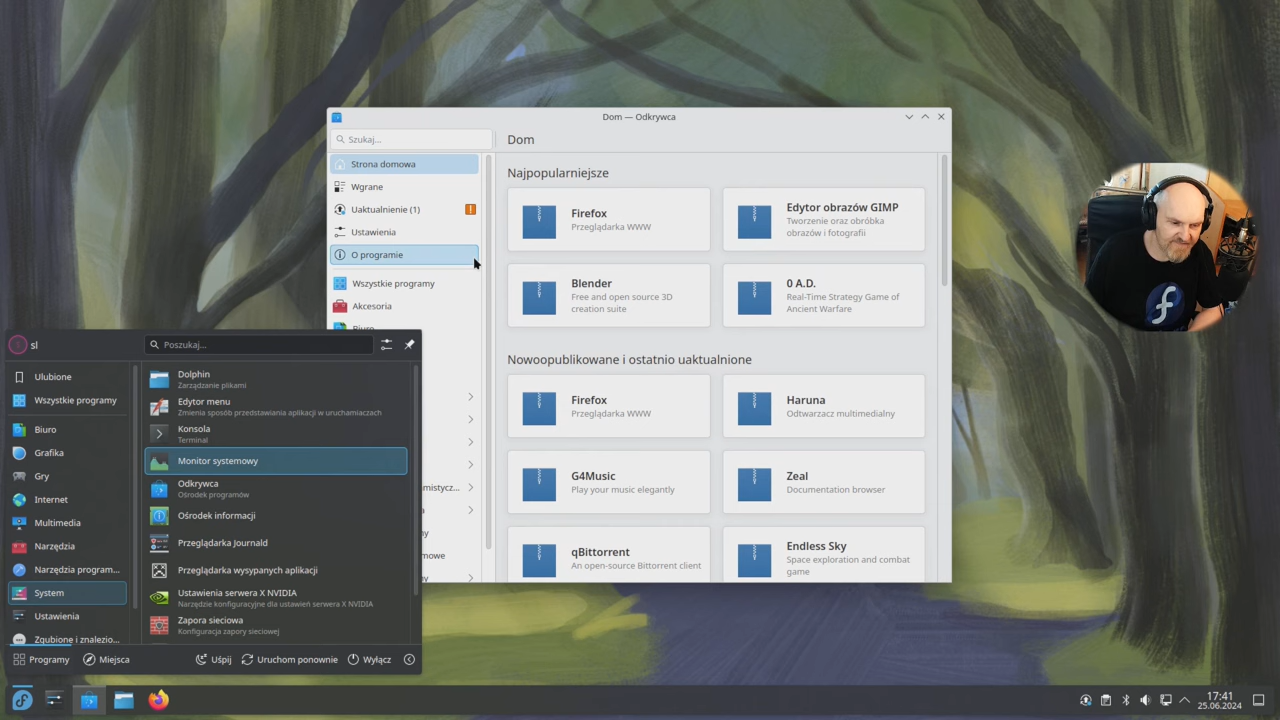 Dom — Odkrywca
Szukaj...
Dom
Strona domowa
Wgrane
Uaktualnienie (1)
Ustawienia
O programie
Wszystkie programy
Akcesoria
Biuro
mistycz...
a
ny
mowe
ny
Najpopularniejsze
Firefox
Przeglądarka WWW
Edytor obrazów GIMP
Tworzenie oraz obróbka
obrazów i fotografii
Blender
Free and open source 3D
creation suite
0 A.D.
Real-Time Strategy Game of
Ancient Warfare
Nowoopublikowane i ostatnio uaktualnione
Firefox
Przeglądarka WWW
Haruna
Odtwarzacz multimedialny
G4Music
Play your music elegantly
Zeal
Documentation browser
qBittorrent
An open-source Bittorrent client
Endless Sky
Space exploration and combat
game
sl
Poszukaj...
Ulubione
Wszystkie programy
Biuro
Grafika
Gry
Internet
Multimedia
Narzędzia
Narzędzia program...
System
Ustawienia
Zgubione i znalezio...
Dolphin
Zarządzanie plikami
Edytor menu
Zmienia sposób przedstawiania aplikacji w uruchamiaczach
Konsola
Terminal
Monitor systemowy
Odkrywca
Ośrodek programów
Ośrodek informacji
Przeglądarka Journald
Przeglądarka wysypanych aplikacji
Ustawienia serwera X NVIDIA
Narzędzie konfiguracyjne dla ustawień serwera X NVIDIA
Zapora sieciowa
Konfiguracja zapory sieciowej
Programy
Miejsca
Uśpij
Uruchom ponownie
Wyłącz
17:41
25.06.2024